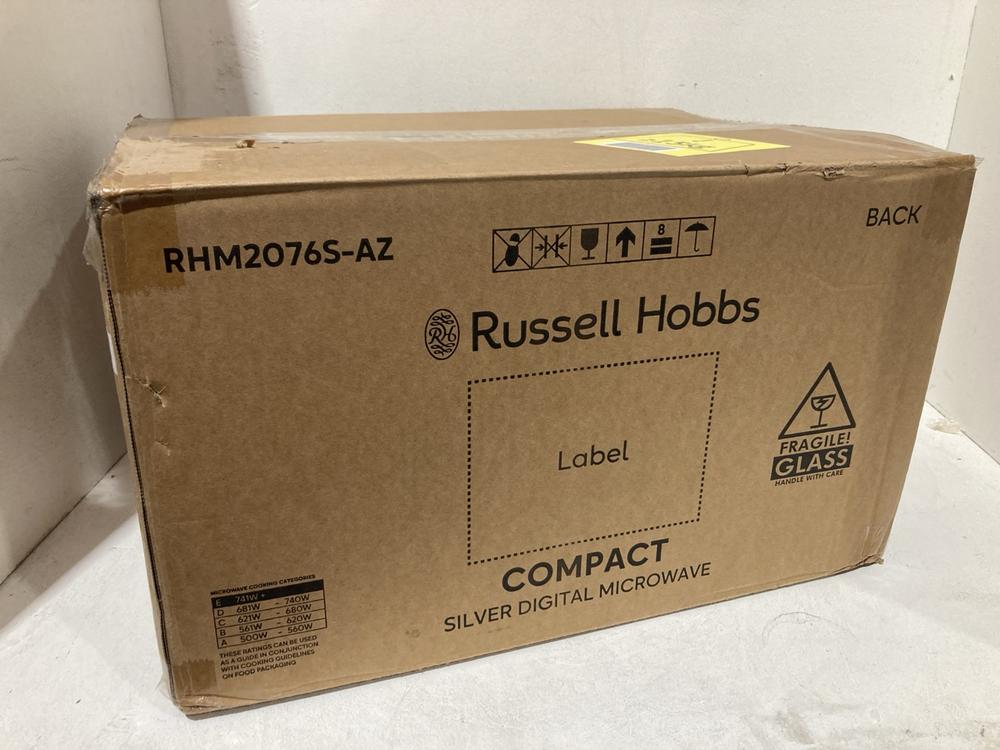 BACK
RHM2076S-AZ
8
RH Russell Hobbs
Label
FRAGILE!
GLASS
HANDLE WITH CARE
COMPACT
SILVER DIGITAL MICROWAVE
MICROWAVE COOKING CATEGORIES
E 741W +
D 681W - 740W
C 621W - 680W
B 561W - 620W
A 500W - 560W
THESE RATINGS CAN BE USED
AS A GUIDE IN CONJUNCTION
WITH COOKING GUIDELINES
ON FOOD PACKAGING